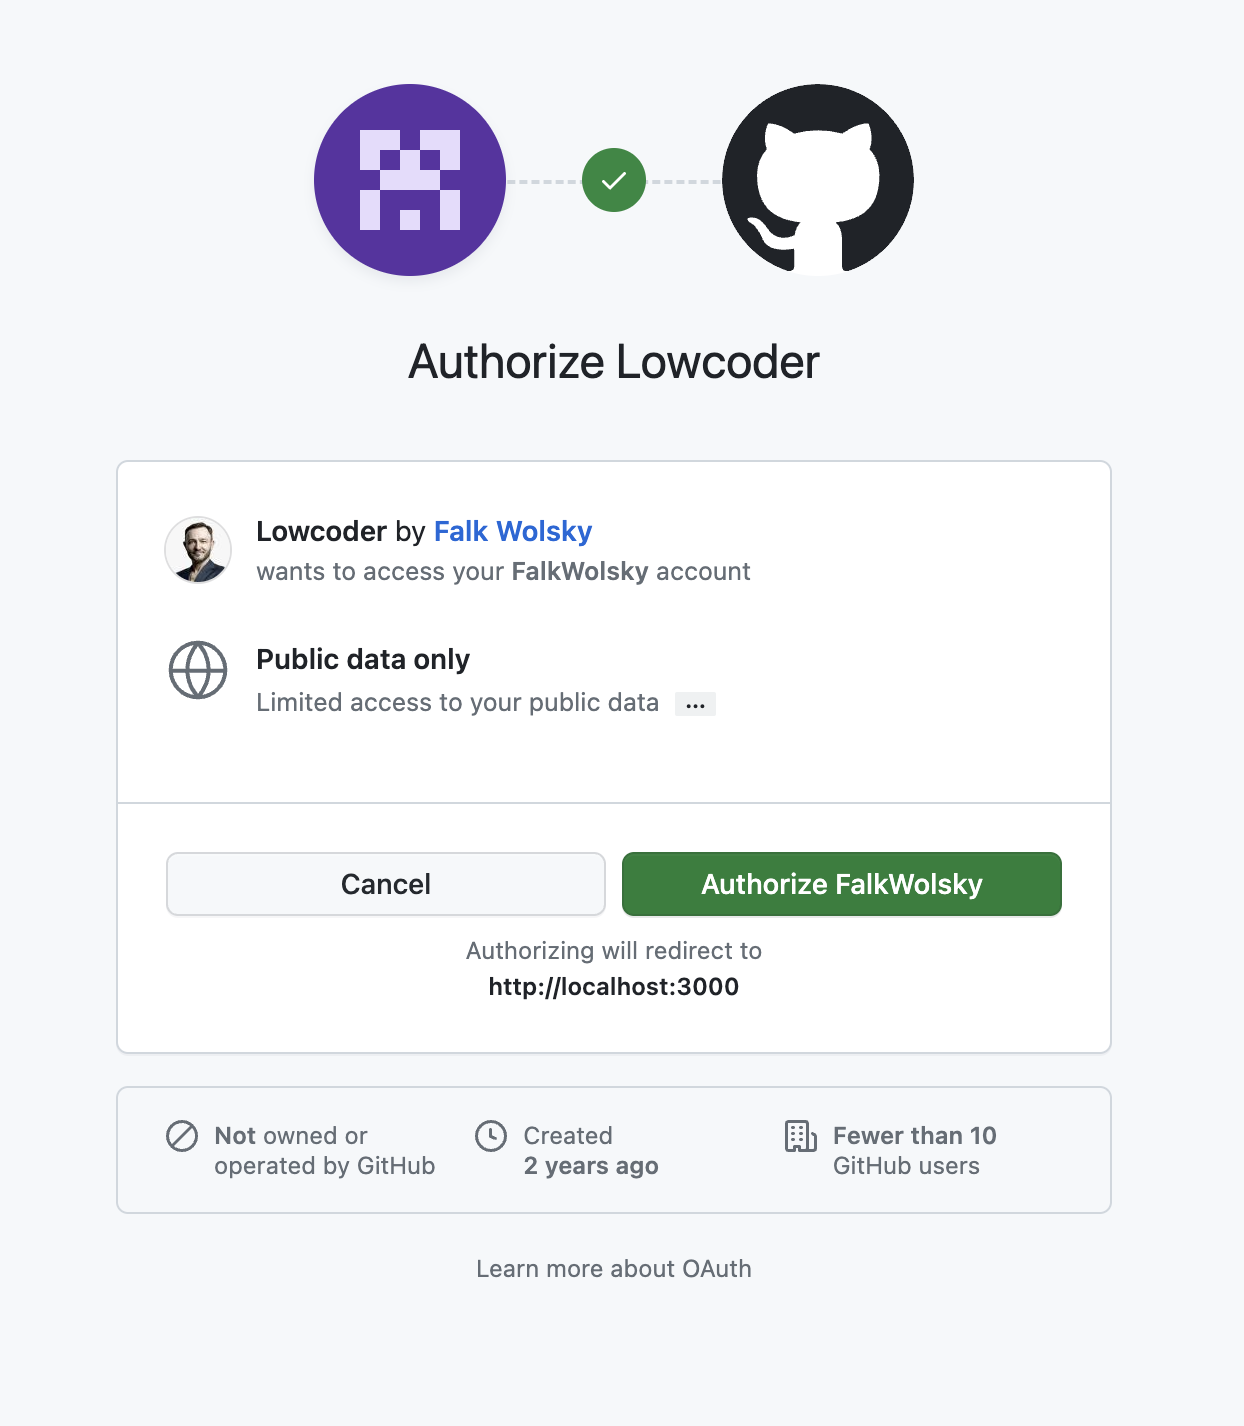 Authorize Lowcoder
Lowcoder by Falk Wolsky
wants to access your FalkWolsky account
Public data only
Limited access to your public data ...
Cancel
Authorize FalkWolsky
Authorizing will redirect to
http://localhost:3000
Not owned or
operated by GitHub
Created
2 years ago
Fewer than 10
GitHub users
Learn more about OAuth